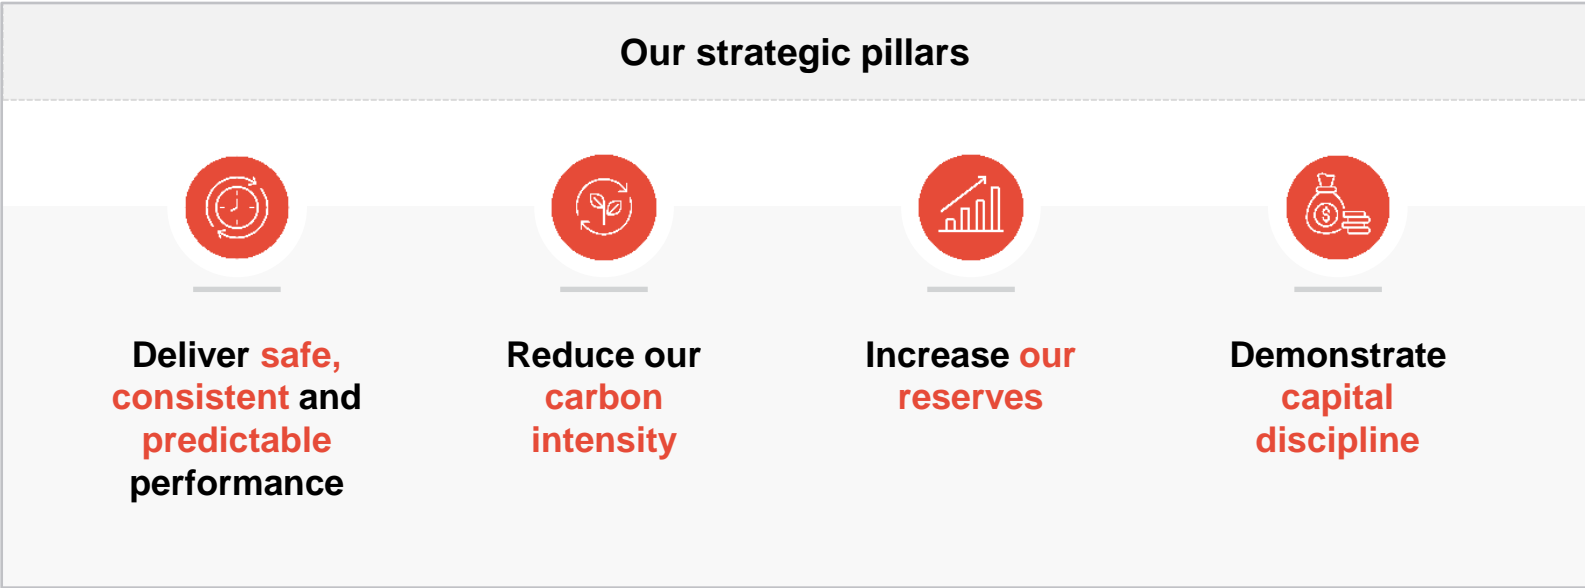 Our strategic pillars
Deliver safe,
consistent and
predictable
performance
Reduce our
carbon
intensity
Increase our
reserves
Demonstrate
capital
discipline
$